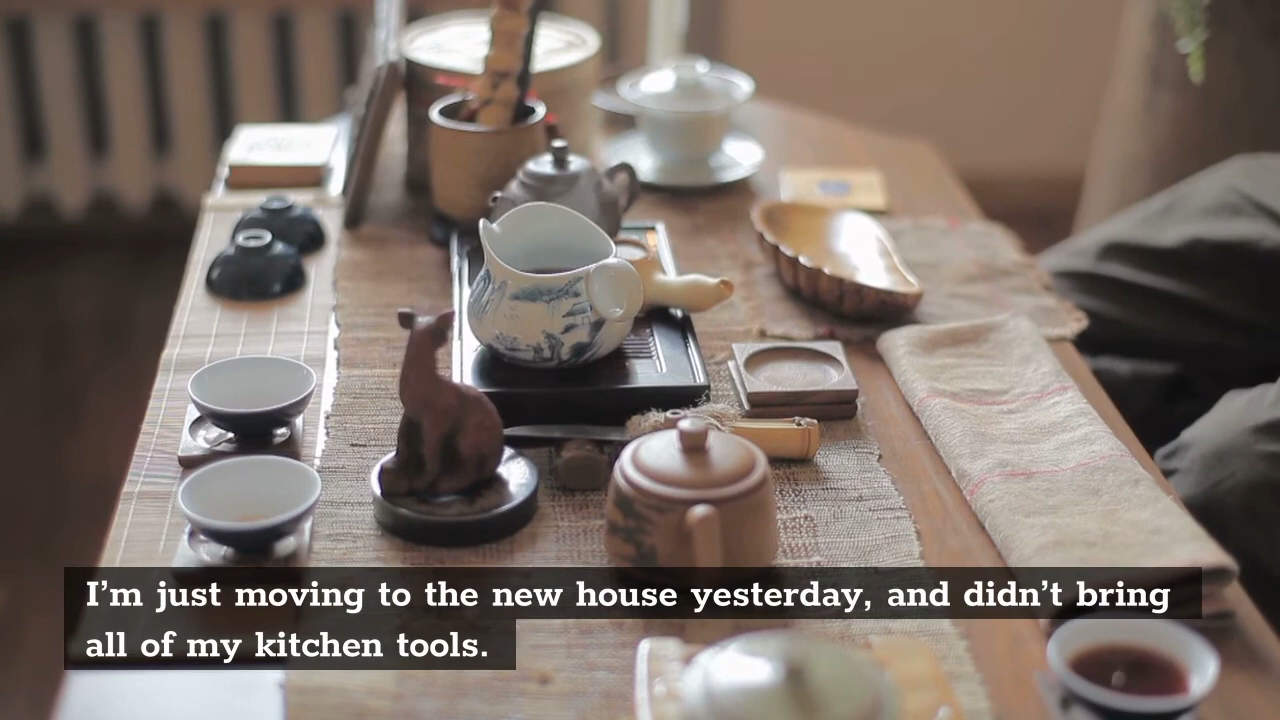 I’m just moving to the new house yesterday, and didn’t bring
all of my kitchen tools.